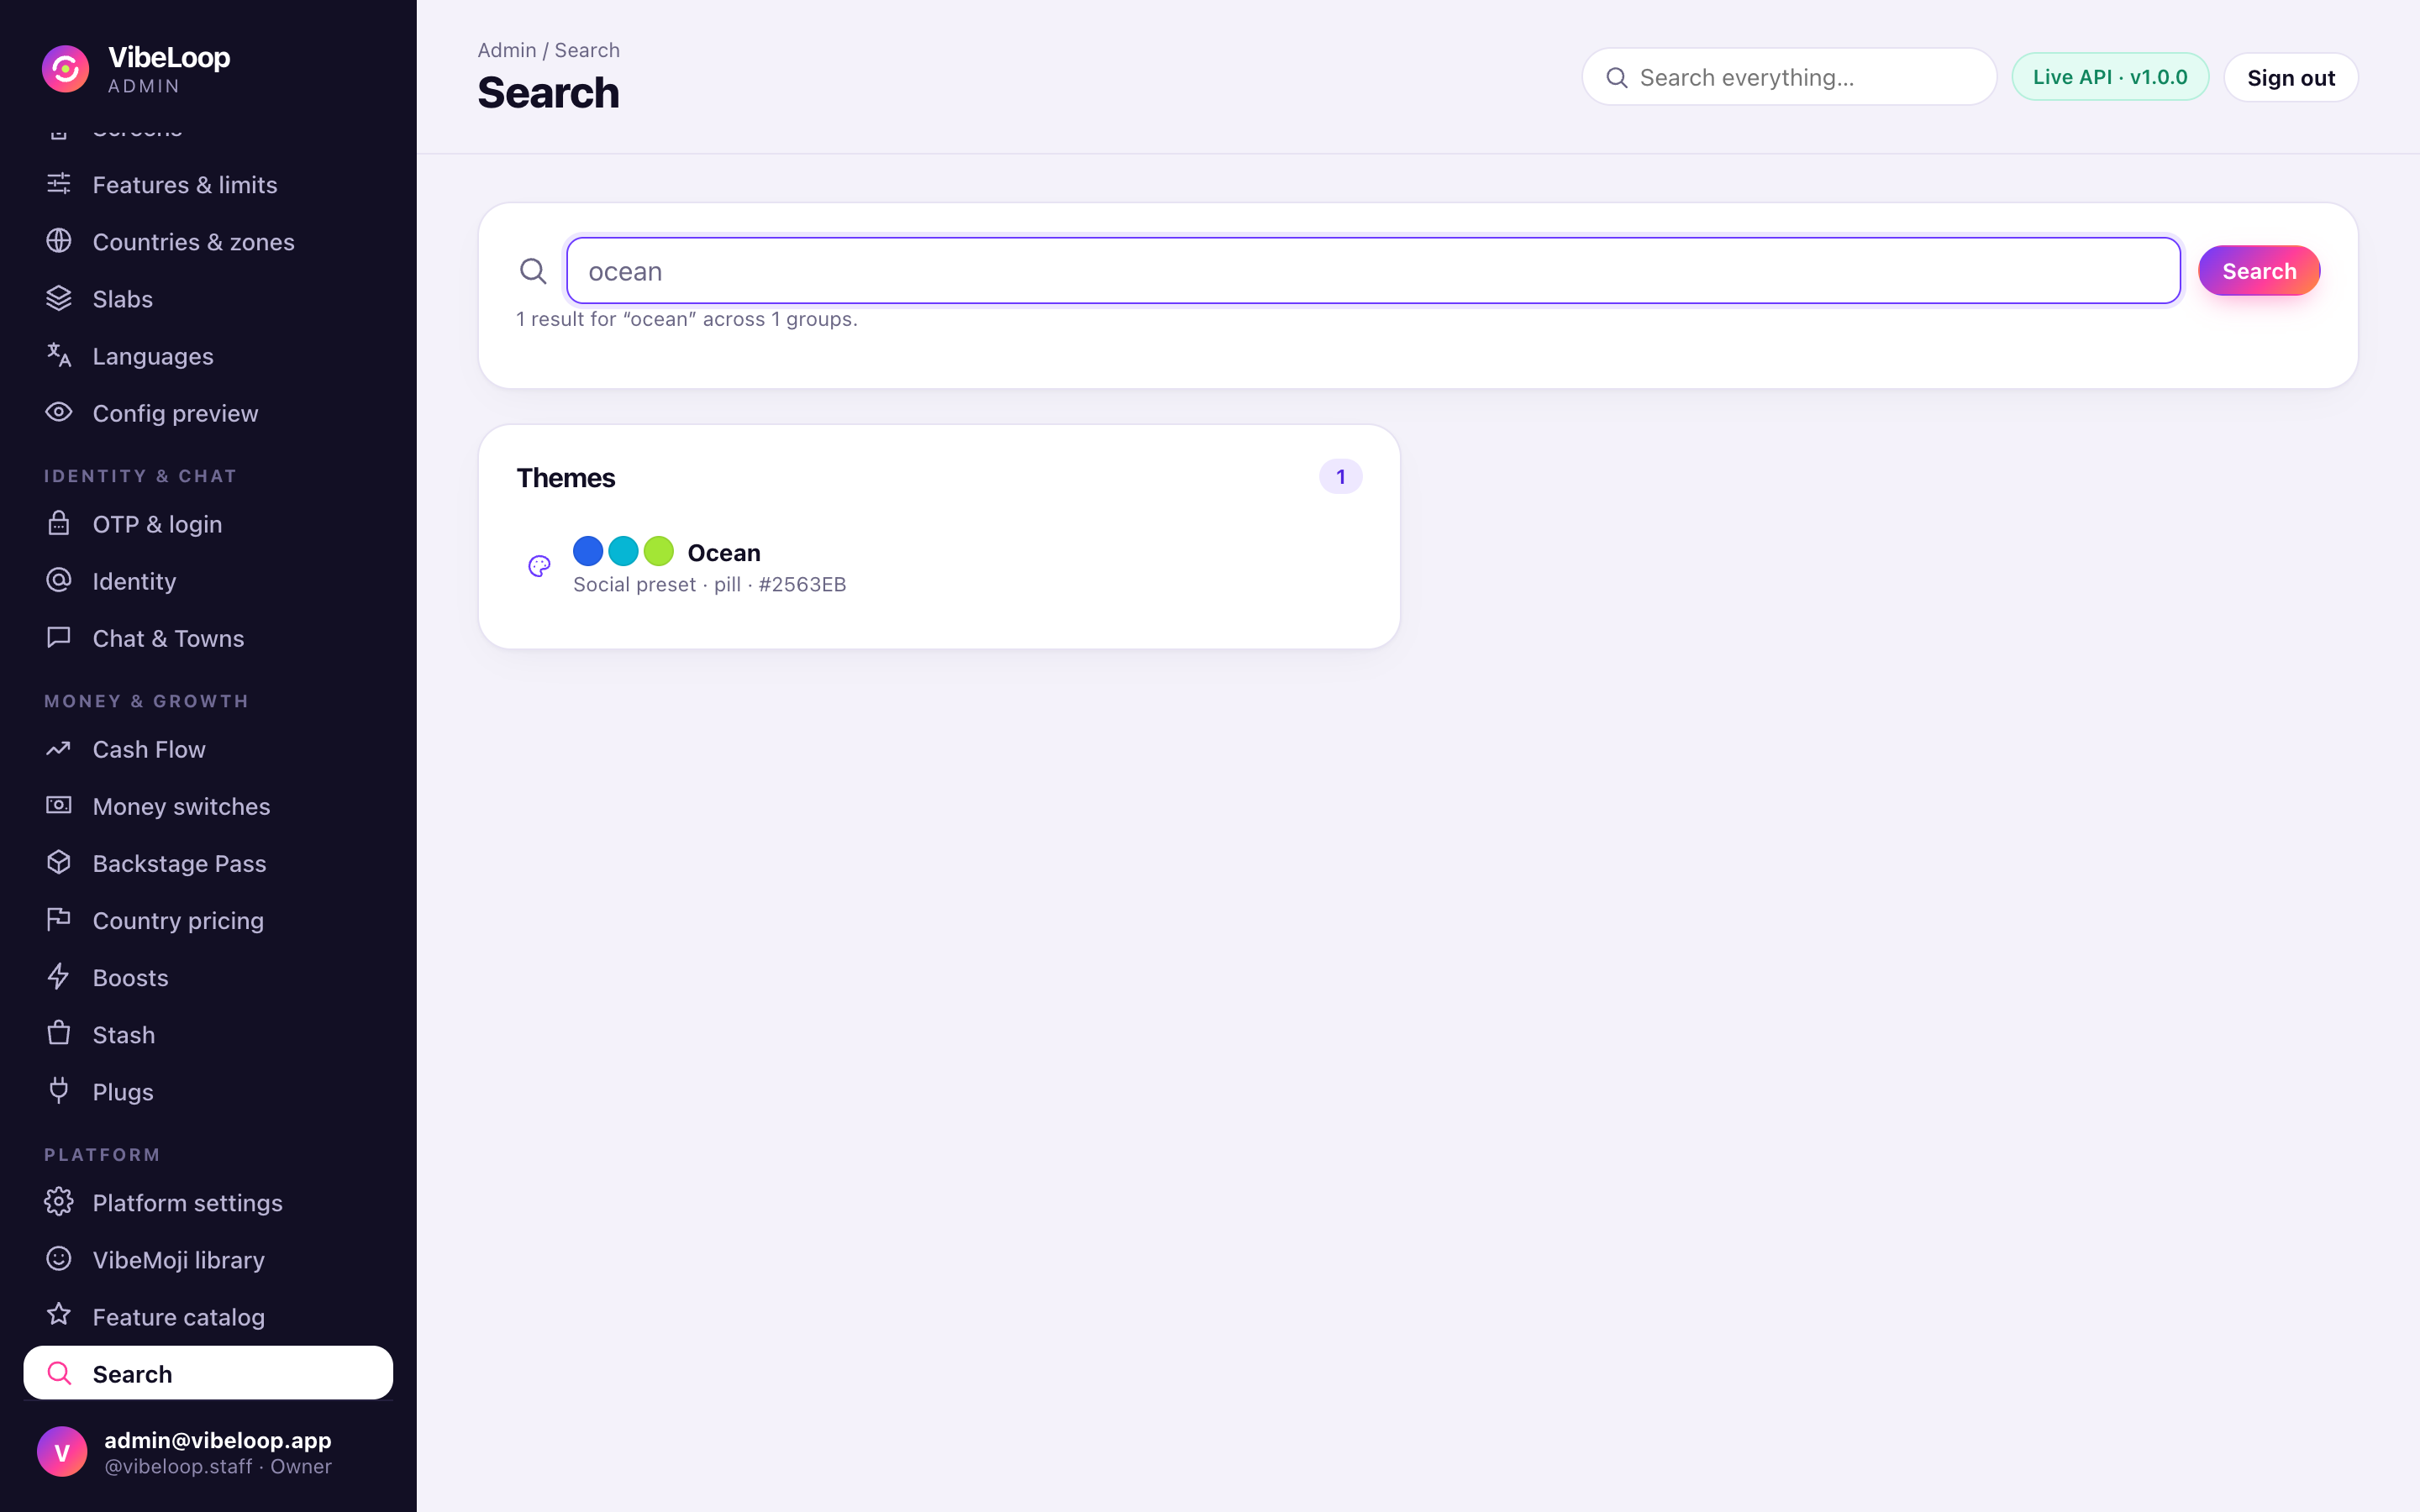 VibeLoop
ADMIN
Screens
Features & limits
Countries & zones
Slabs
Languages
Config preview
IDENTITY & CHAT
OTP & login
Identity
Chat & Towns
MONEY & GROWTH
Cash Flow
Money switches
Backstage Pass
Country pricing
Boosts
Stash
Plugs
PLATFORM
Platform settings
VibeMoji library
Feature catalog
Search
V
admin@vibeloop.app
@vibeloop.staff · Owner
Admin / Search
Search
Search everything...
Live API · v1.0.0
Sign out
ocean
Search
1 result for “ocean” across 1 groups.
Themes
1
Ocean
Social preset · pill · #2563EB